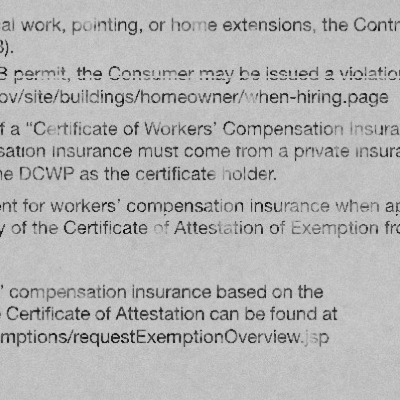 al work, pointing, or home extensions, the Contr
B).
B permit, the Consumer may be issued a violatio
ov/site/buildings/homeowner/when-hiring.page
f a “Certificate of Workers’ Compensation Insura
sation Insurance must come from a private insura
he DCWP as the certificate holder.
ent for workers’ compensation insurance when ap
y of the Certificate of Attestation of Exemption fro
’ compensation insurance based on the
e Certificate of Attestation can be found at
mptions/requestExemptionOverview.jsp